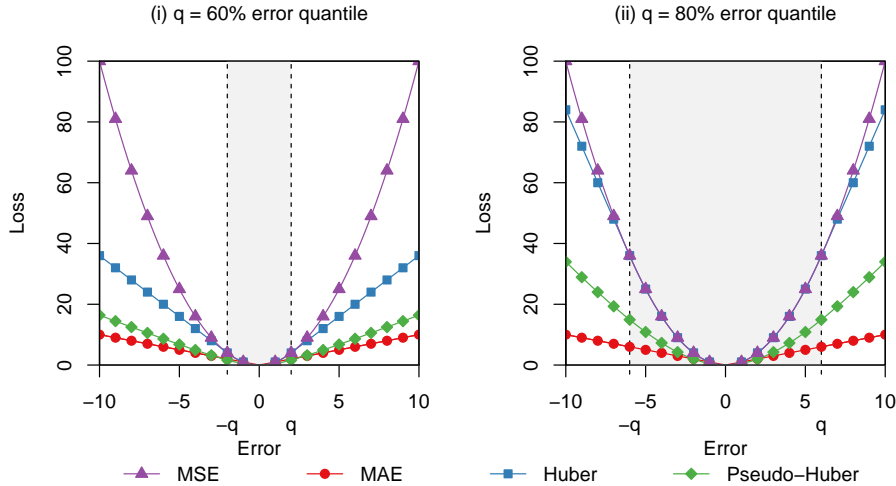 (i) q = 60% error quantile
(ii) q = 80% error quantile
Loss
100
80
60
40
20
0
−10 −5 0 5 10
−q q
Error
Loss
100
80
60
40
20
0
−10 −5 0 5 10
−q q
Error
MSE MAE Huber Pseudo−Huber